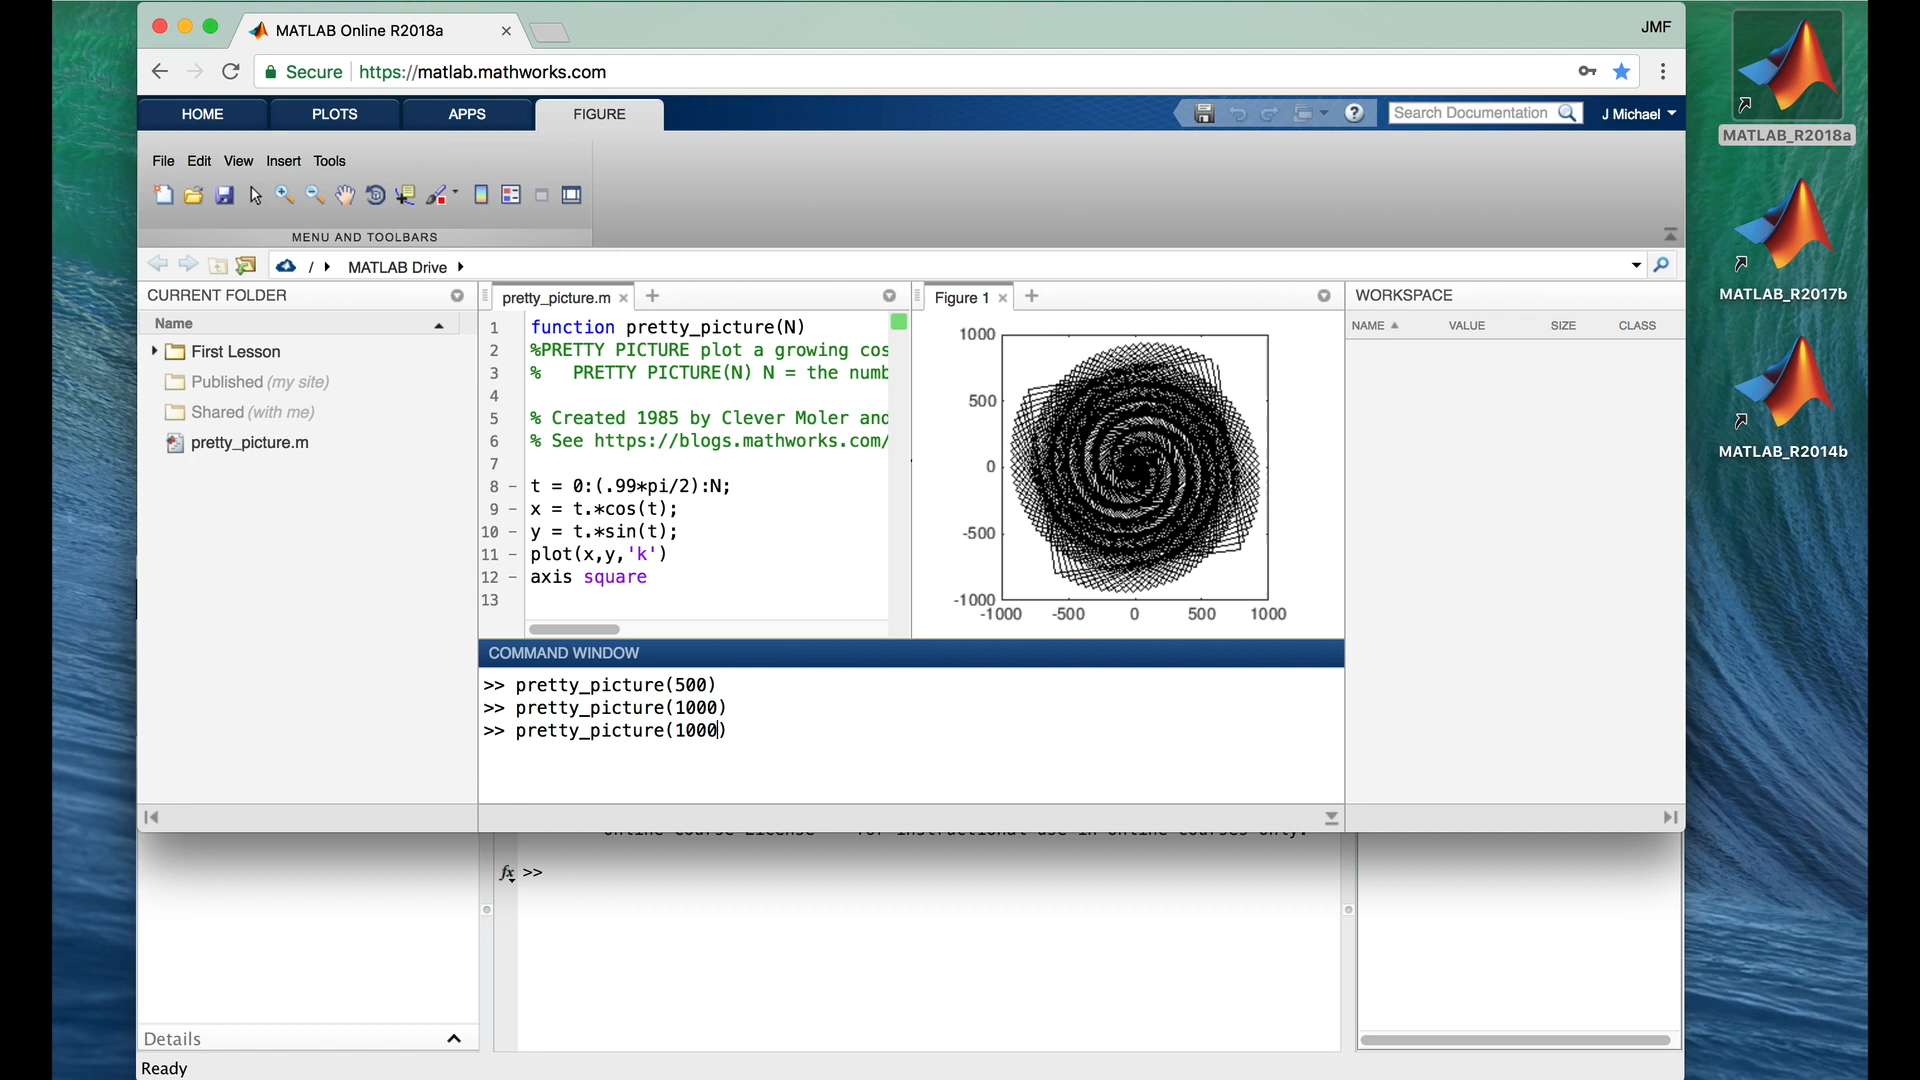 MATLAB Online R2018a
JMF
Secure https://matlab.mathworks.com
HOME PLOTS APPS FIGURE
Search Documentation
J Michael
File Edit View Insert Tools
MENU AND TOOLBARS
/ MATLAB Drive
CURRENT FOLDER
Name
First Lesson
Published (my site)
Shared (with me)
pretty_picture.m
pretty_picture.m
1 function pretty_picture(N)
2 %PRETTY PICTURE plot a growing cos
3 % PRETTY PICTURE(N) N = the numb
4
5 % Created 1985 by Clever Moler and
6 % See https://blogs.mathworks.com/
7
8 – t = 0:(.99*pi/2):N;
9 – x = t.*cos(t);
10 – y = t.*sin(t);
11 – plot(x,y,'k')
12 – axis square
13
Figure 1
1000
500
0
-500
-1000
-1000 -500 0 500 1000
WORKSPACE
NAME VALUE SIZE CLASS
COMMAND WINDOW
>> pretty_picture(500)
>> pretty_picture(1000)
>> pretty_picture(1000)
fx >>
Details
Ready
MATLAB_R2018a
MATLAB_R2017b
MATLAB_R2014b